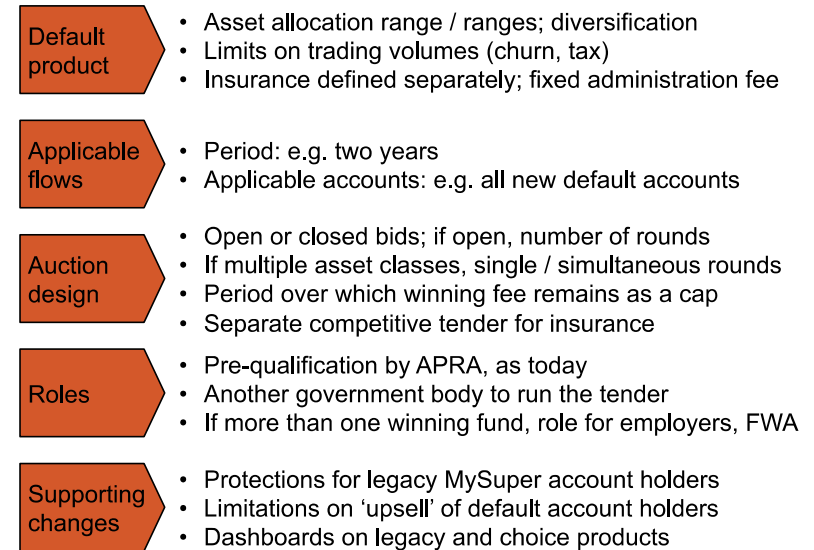 Default
product
• Asset allocation range / ranges; diversification
• Limits on trading volumes (churn, tax)
• Insurance defined separately; fixed administration fee
Applicable
flows
• Period: e.g. two years
• Applicable accounts: e.g. all new default accounts
Auction
design
• Open or closed bids; if open, number of rounds
• If multiple asset classes, single / simultaneous rounds
• Period over which winning fee remains as a cap
• Separate competitive tender for insurance
Roles
• Pre-qualification by APRA, as today
• Another government body to run the tender
• If more than one winning fund, role for employers, FWA
Supporting
changes
• Protections for legacy MySuper account holders
• Limitations on ‘upsell’ of default account holders
• Dashboards on legacy and choice products